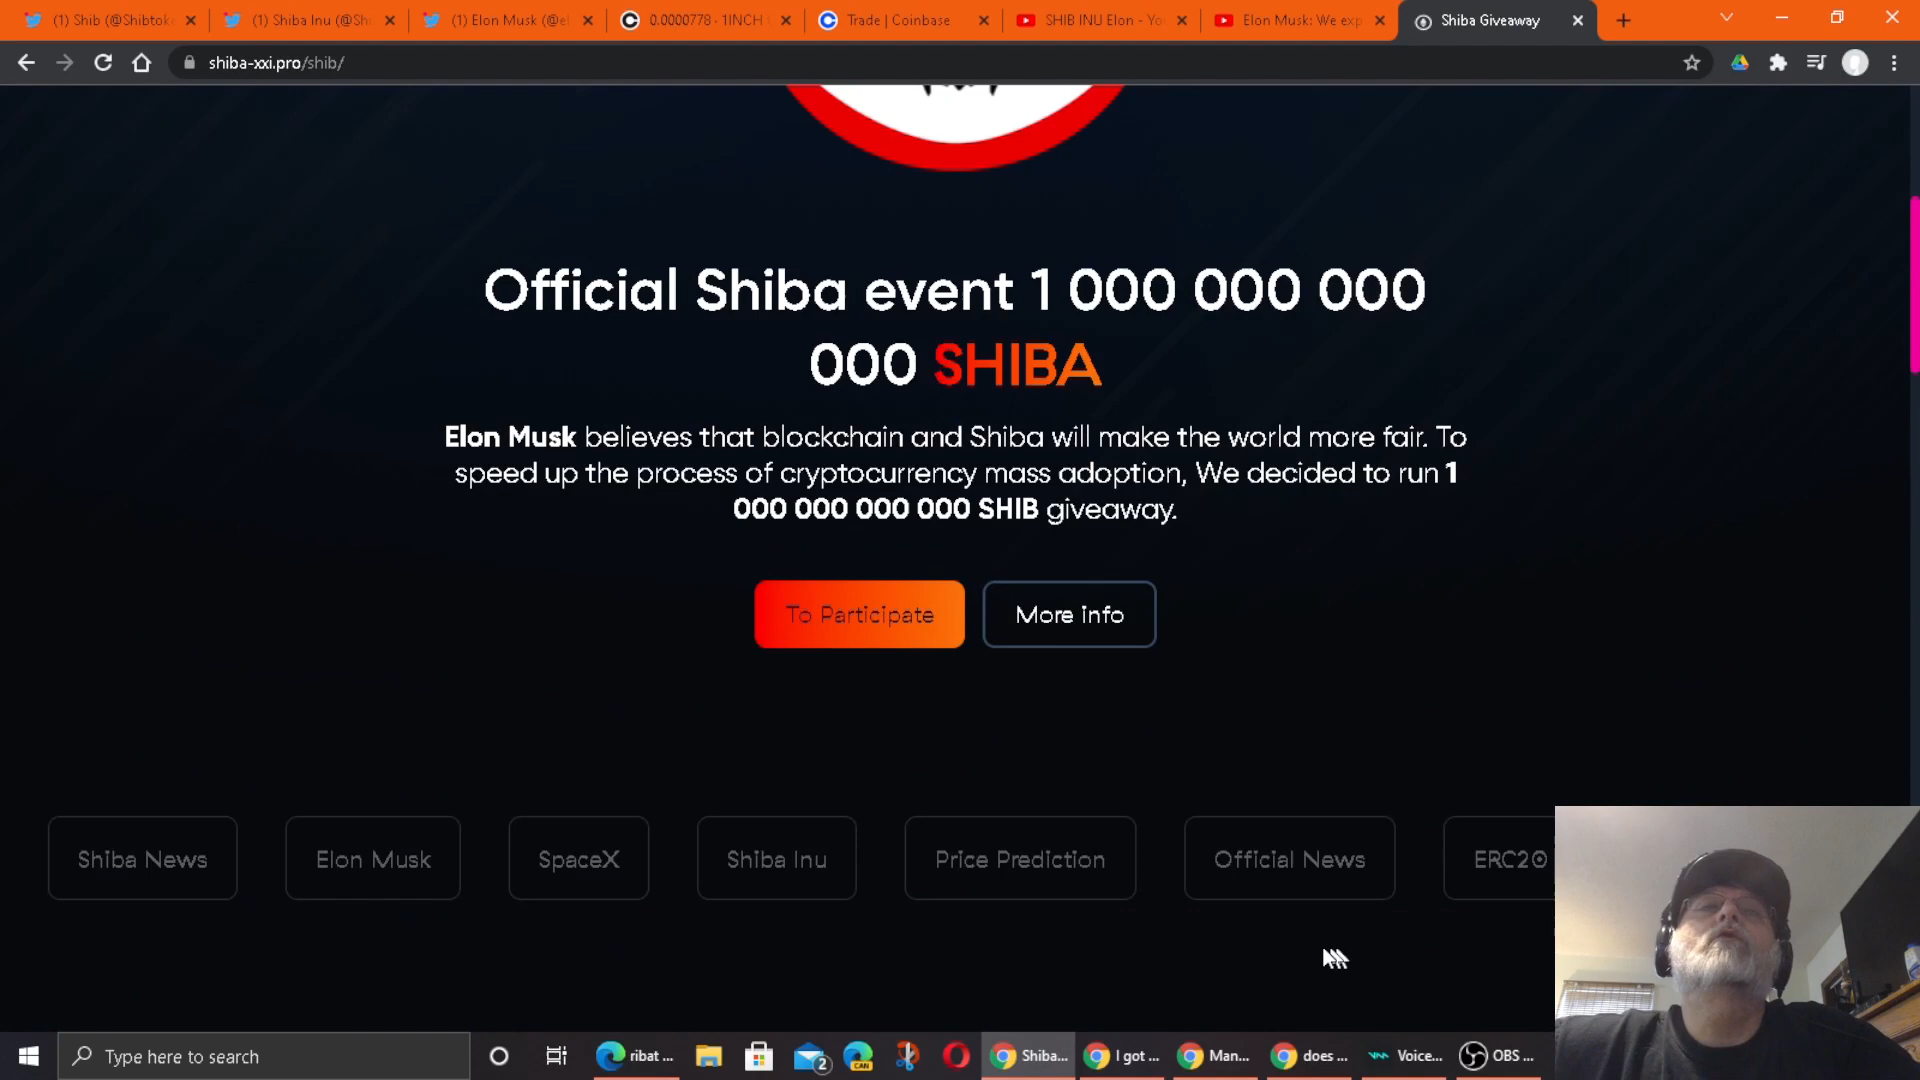 (1) Shib (@Shibtok
(1) Shiba Inu (@Sh
(1) Elon Musk (@el
0.0000778 · 1INCH
Trade | Coinbase
SHIB INU Elon - Yo
Elon Musk: We exp
Shiba Giveaway
shiba-xxi.pro/shib/
Official Shiba event 1 000 000 000
000 SHIBA
Elon Musk believes that blockchain and Shiba will make the world more fair. To
speed up the process of cryptocurrency mass adoption, We decided to run 1
000 000 000 000 SHIB giveaway.
To Participate
More info
Shiba News
Elon Musk
SpaceX
Shiba Inu
Price Prediction
Official News
ERC20
Type here to search
2
CAN
ribat ...
Shiba...
I got ...
Man...
does ...
Voice...
OBS ...